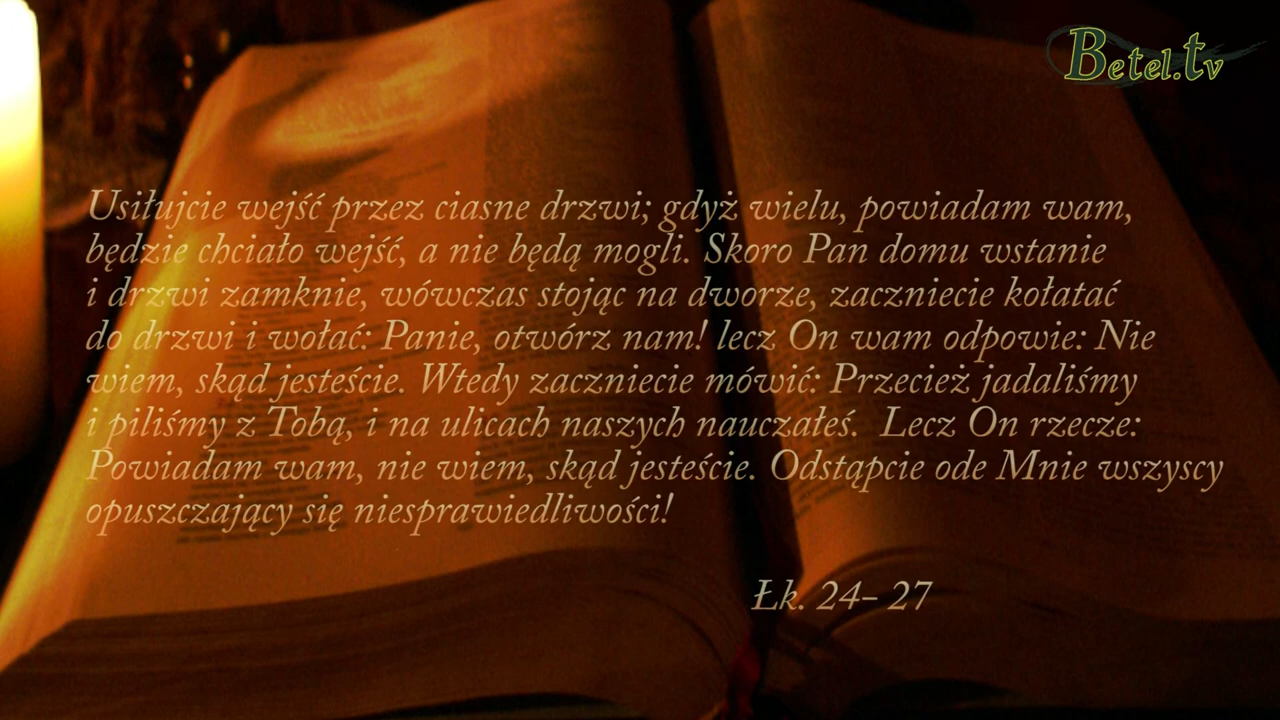 Betel.tv
Usiłujcie wejść przez ciasne drzwi; gdyż wielu, powiadam wam,
będzie chciało wejść, a nie będą mogli. Skoro Pan domu wstanie
i drzwi zamknie, wówczas stojąc na dworze, zaczniecie kołatać
do drzwi i wołać: Panie, otwórz nam! lecz On wam odpowie: Nie
wiem, skąd jesteście. Wtedy zaczniecie mówić: Przecież jadaliśmy
i piliśmy z Tobą, i na ulicach naszych nauczałeś.  Lecz On rzecze:
Powiadam wam, nie wiem, skąd jesteście. Odstąpcie ode Mnie wszyscy
opuszczający się niesprawiedliwości!
Łk. 24- 27